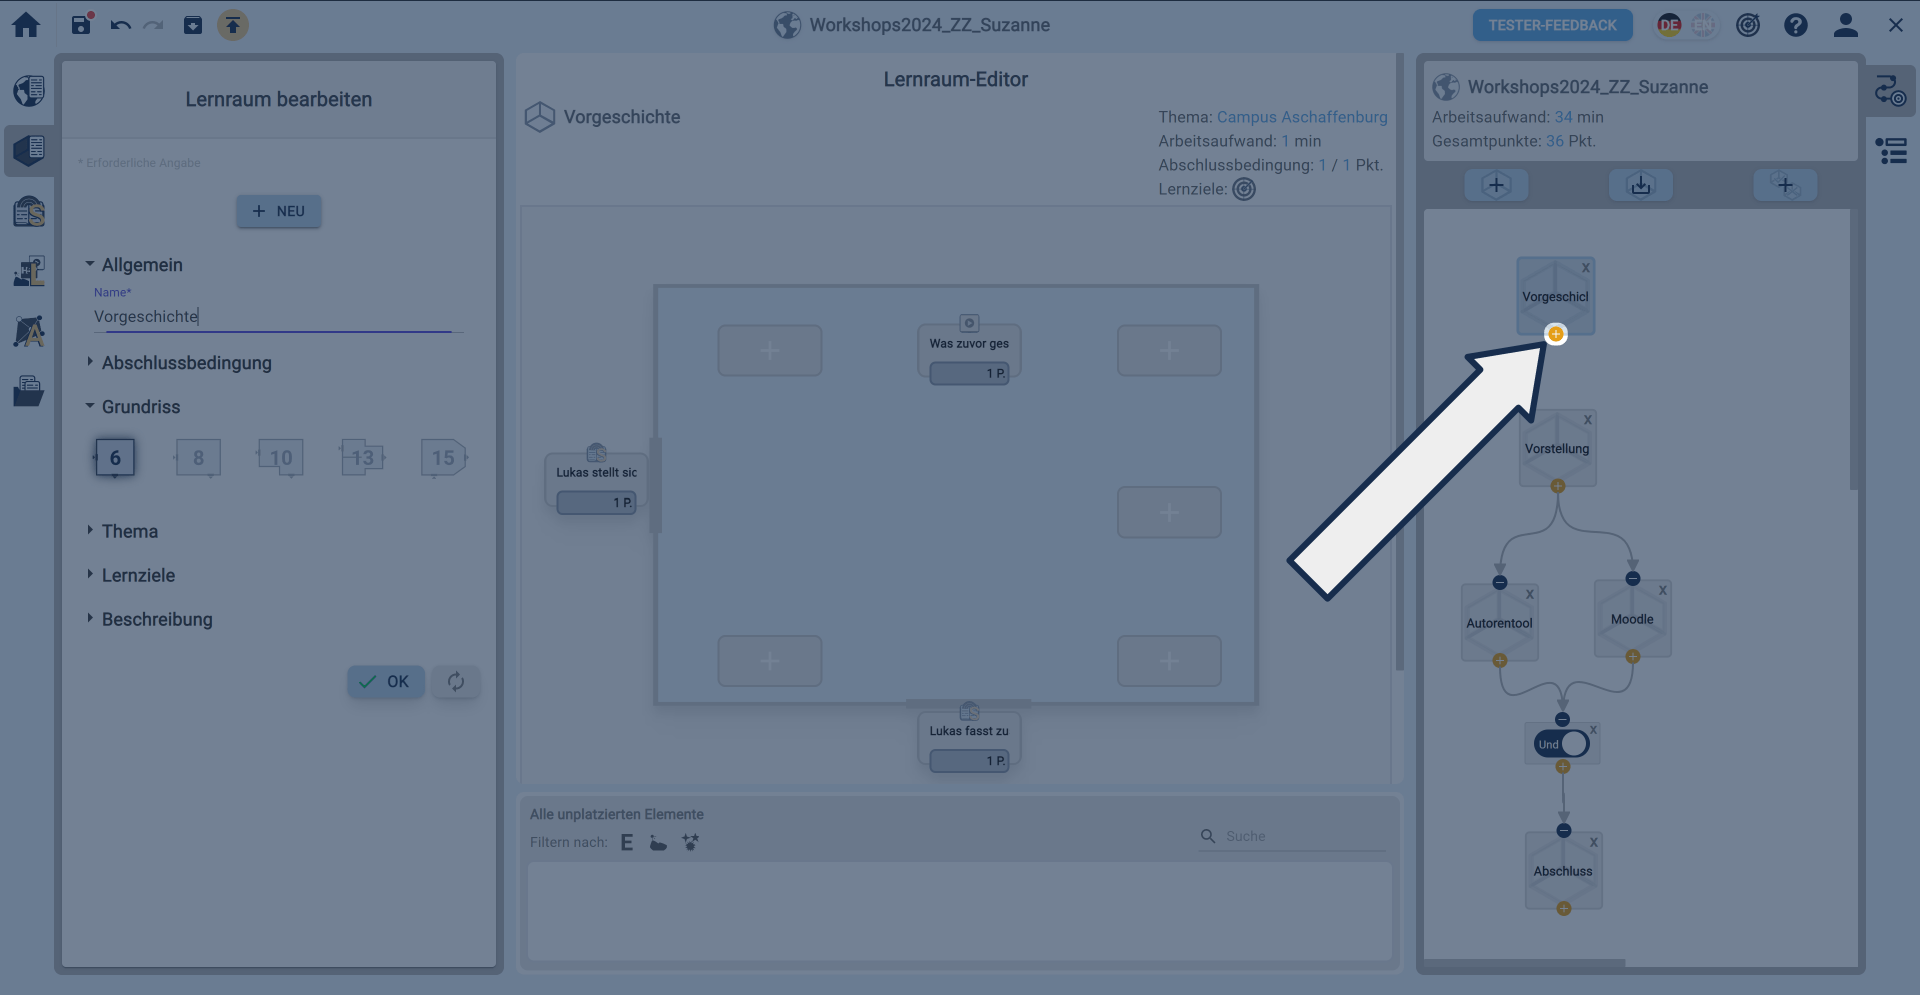 Workshops2024_ZZ_Suzanne
TESTER-FEEDBACK
DE
EN
Lernraum bearbeiten
* Erforderliche Angabe
+ NEU
Allgemein
Name*
Vorgeschichte
Abschlussbedingung
Grundriss
6
8
10
13
15
Thema
Lernziele
Beschreibung
OK
Lernraum-Editor
Vorgeschichte
Thema: Campus Aschaffenburg
Arbeitsaufwand: 1 min
Abschlussbedingung: 1 / 1 Pkt.
Lernziele:
Was zuvor ges
1 P.
Lukas stellt sic
1 P.
Lukas fasst zu
1 P.
Alle unplatzierten Elemente
Filtern nach: E
Suche
Workshops2024_ZZ_Suzanne
Arbeitsaufwand: 34 min
Gesamtpunkte: 36 Pkt.
X
Vorgeschicl
X
Vorstellung
X
Autorentool
X
Moodle
X
Und
X
Abschluss